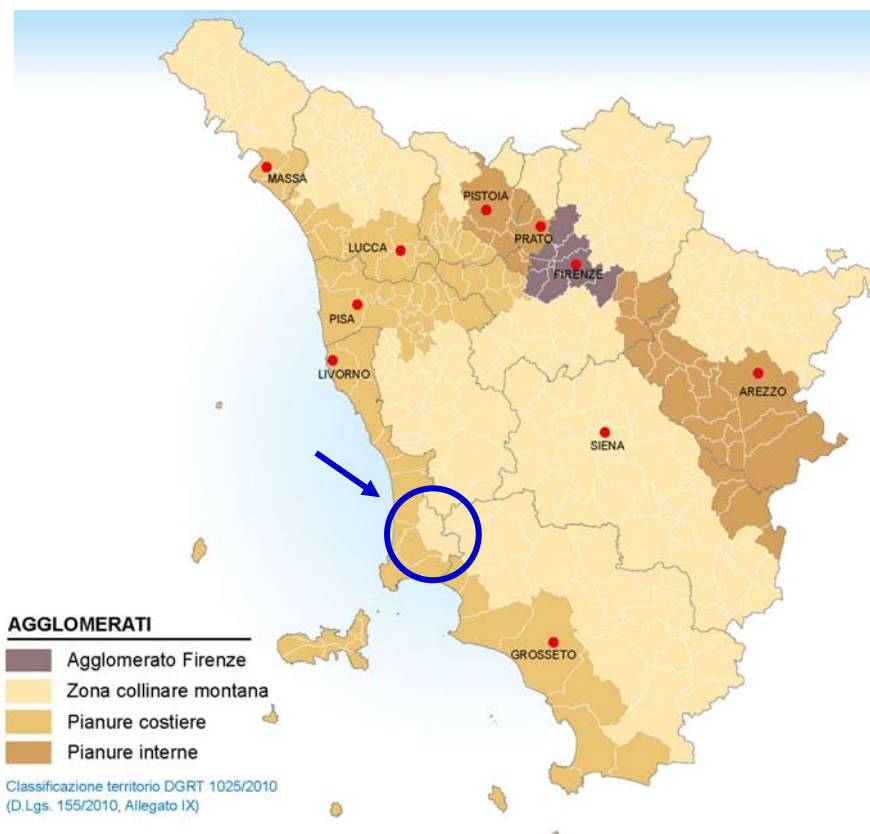 MASSA
PISTOIA
PRATO
LUCCA
FIRENZE
PISA
LIVORNO
AREZZO
SIENA
GROSSETO
AGGLOMERATI
Agglomerato Firenze
Zona collinare montana
Pianure costiere
Pianure interne
Classificazione territorio DGRT 1025/2010
(D.Lgs. 155/2010, Allegato IX)